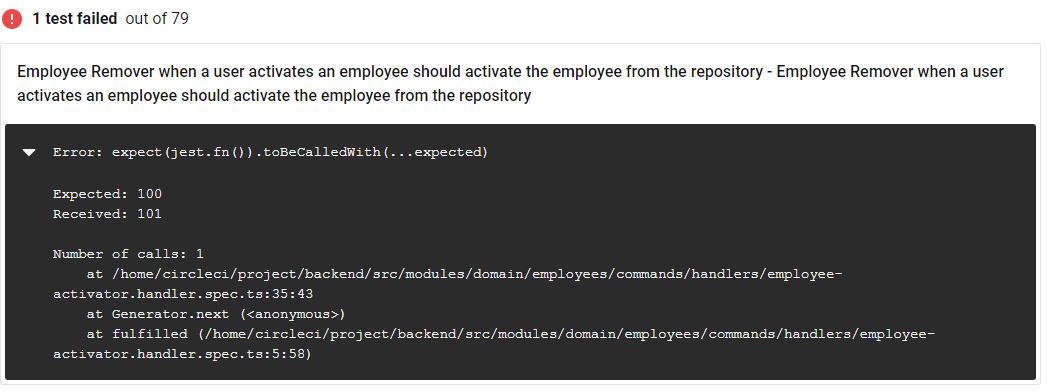 ! 1 test failed out of 79
Employee Remover when a user activates an employee should activate the employee from the repository - Employee Remover when a user
activates an employee should activate the employee from the repository
Error: expect(jest.fn()).toBeCalledWith(...expected)
Expected: 100
Received: 101
Number of calls: 1
at /home/circleci/project/backend/src/modules/domain/employees/commands/handlers/employee-
activator.handler.spec.ts:35:43
at Generator.next (<anonymous>)
at fulfilled (/home/circleci/project/backend/src/modules/domain/employees/commands/handlers/employee-
activator.handler.spec.ts:5:58)